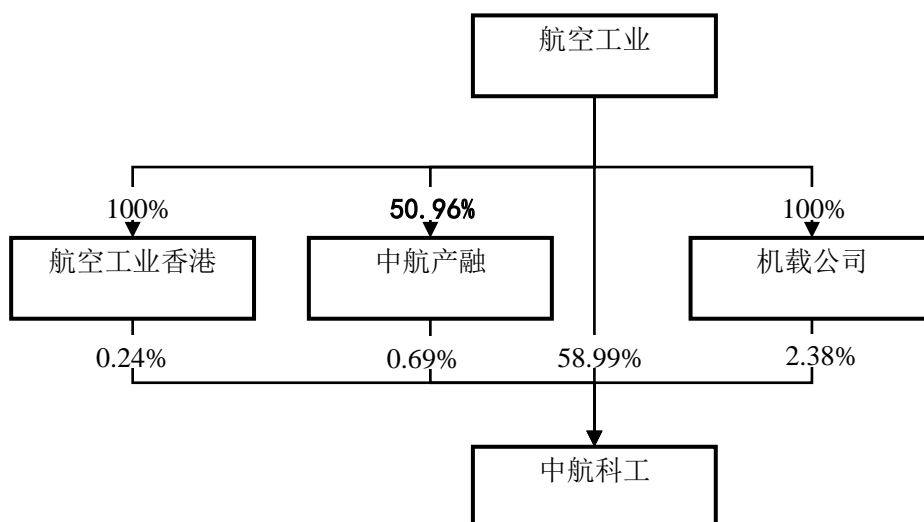 航空工业
100%
50.96%
100%
航空工业香港
中航产融
机载公司
0.24%
0.69%
58.99%
2.38%
中航科工